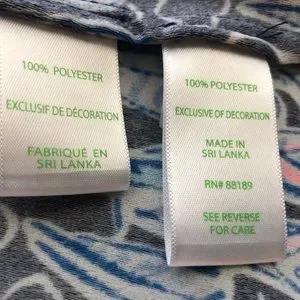 100% POLYESTER
EXCLUSIF DE DÉCORATION
FABRIQUÉ EN
SRI LANKA
100% POLYESTER
EXCLUSIVE OF DECORATION
MADE IN
SRI LANKA
RN# 88189
SEE REVERSE
FOR CARE